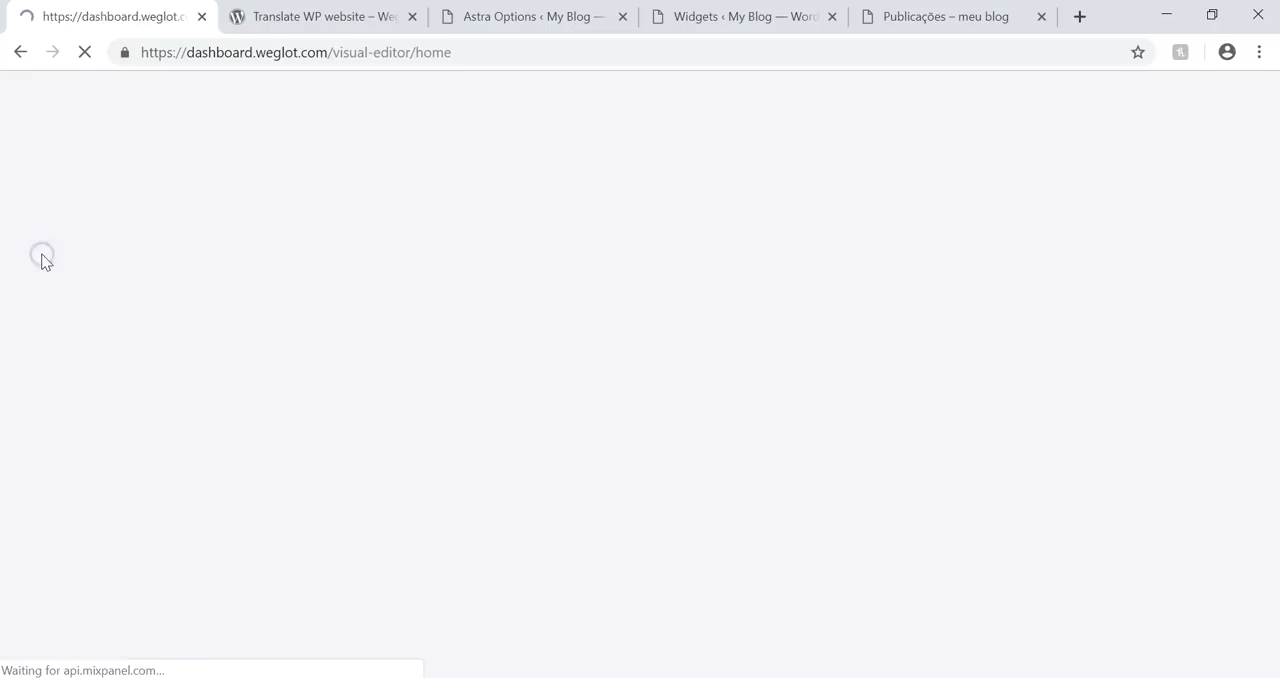 https://dashboard.weglot.c
Translate WP website – We
Astra Options ‹ My Blog —
Widgets ‹ My Blog — Word
Publicações – meu blog
https://dashboard.weglot.com/visual-editor/home
Waiting for api.mixpanel.com...